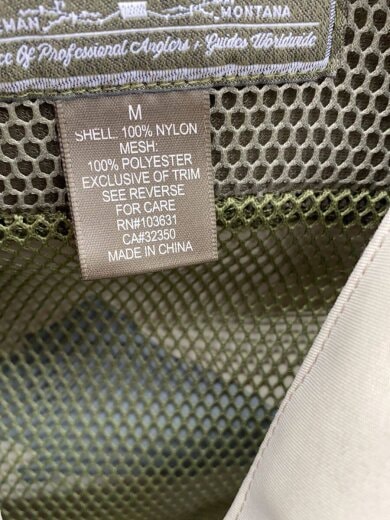 MAN MONTANA
Of Professional Anglers + Guides Worldwide
M
SHELL: 100% NYLON
MESH:
100% POLYESTER
EXCLUSIVE OF TRIM
SEE REVERSE
FOR CARE
RN#103631
CA#32350
MADE IN CHINA